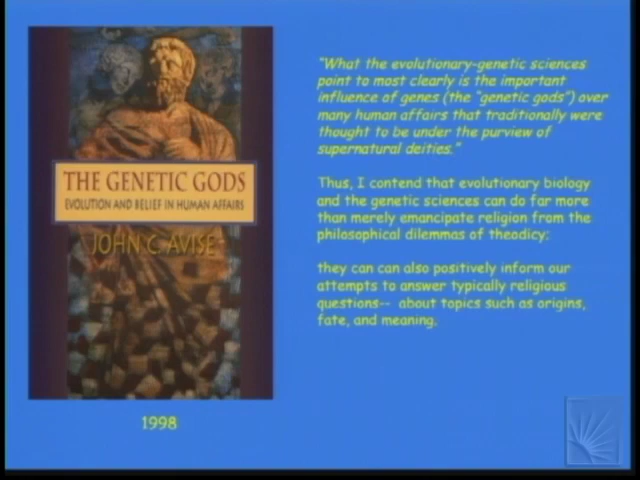 THE GENETIC GODS
EVOLUTION AND BELIEF IN HUMAN AFFAIRS
JOHN C. AVISE
1998
"What the evolutionary-genetic sciences
point to most clearly is the important
influence of genes (the "genetic gods") over
many human affairs that traditionally were
thought to be under the purview of
supernatural deities."
Thus, I contend that evolutionary biology
and the genetic sciences can do far more
than merely emancipate religion from the
philosophical dilemmas of theodicy;
they can can also positively inform our
attempts to answer typically religious
questions-- about topics such as origins,
fate, and meaning.